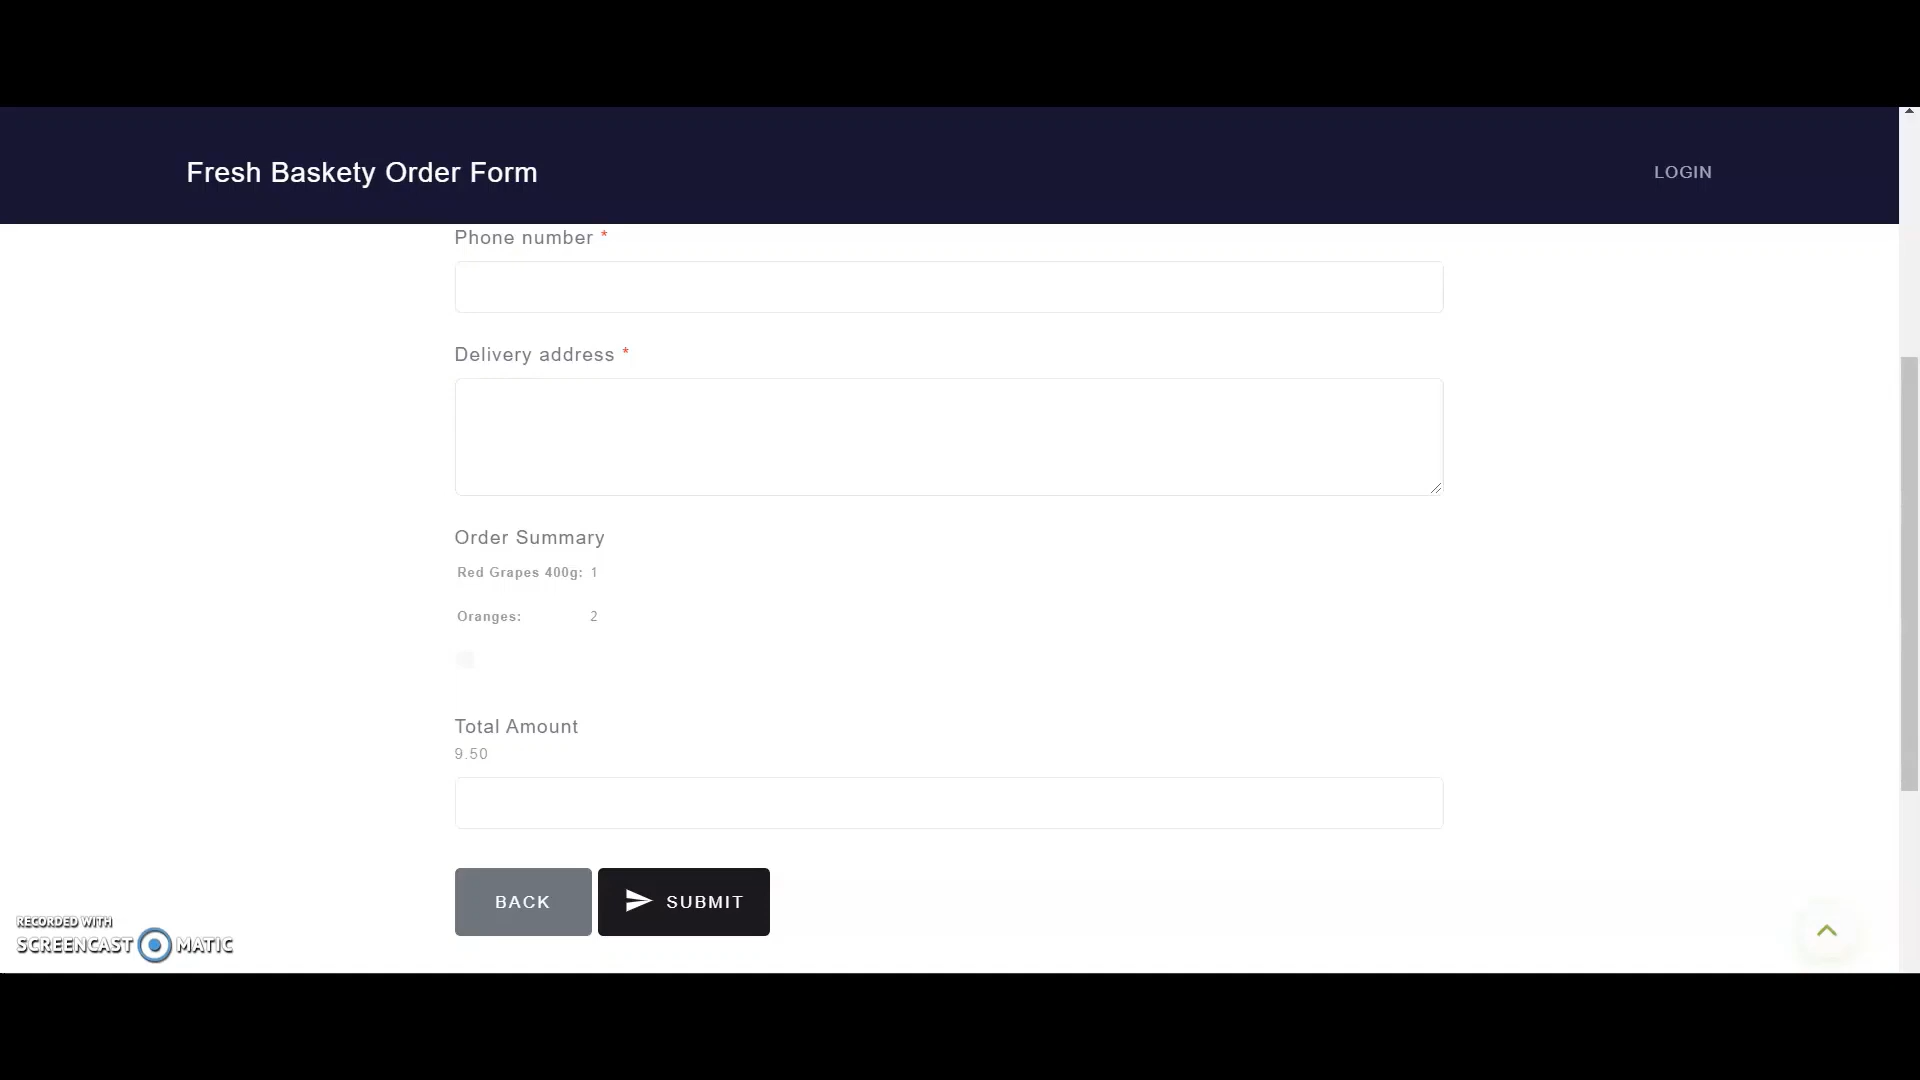 Fresh Baskety Order Form
LOGIN
Phone number *
Delivery address *
Order Summary
Red Grapes 400g: 1
Oranges: 2
Total Amount
9.50
BACK
SUBMIT
RECORDED WITH
SCREENCAST MATIC